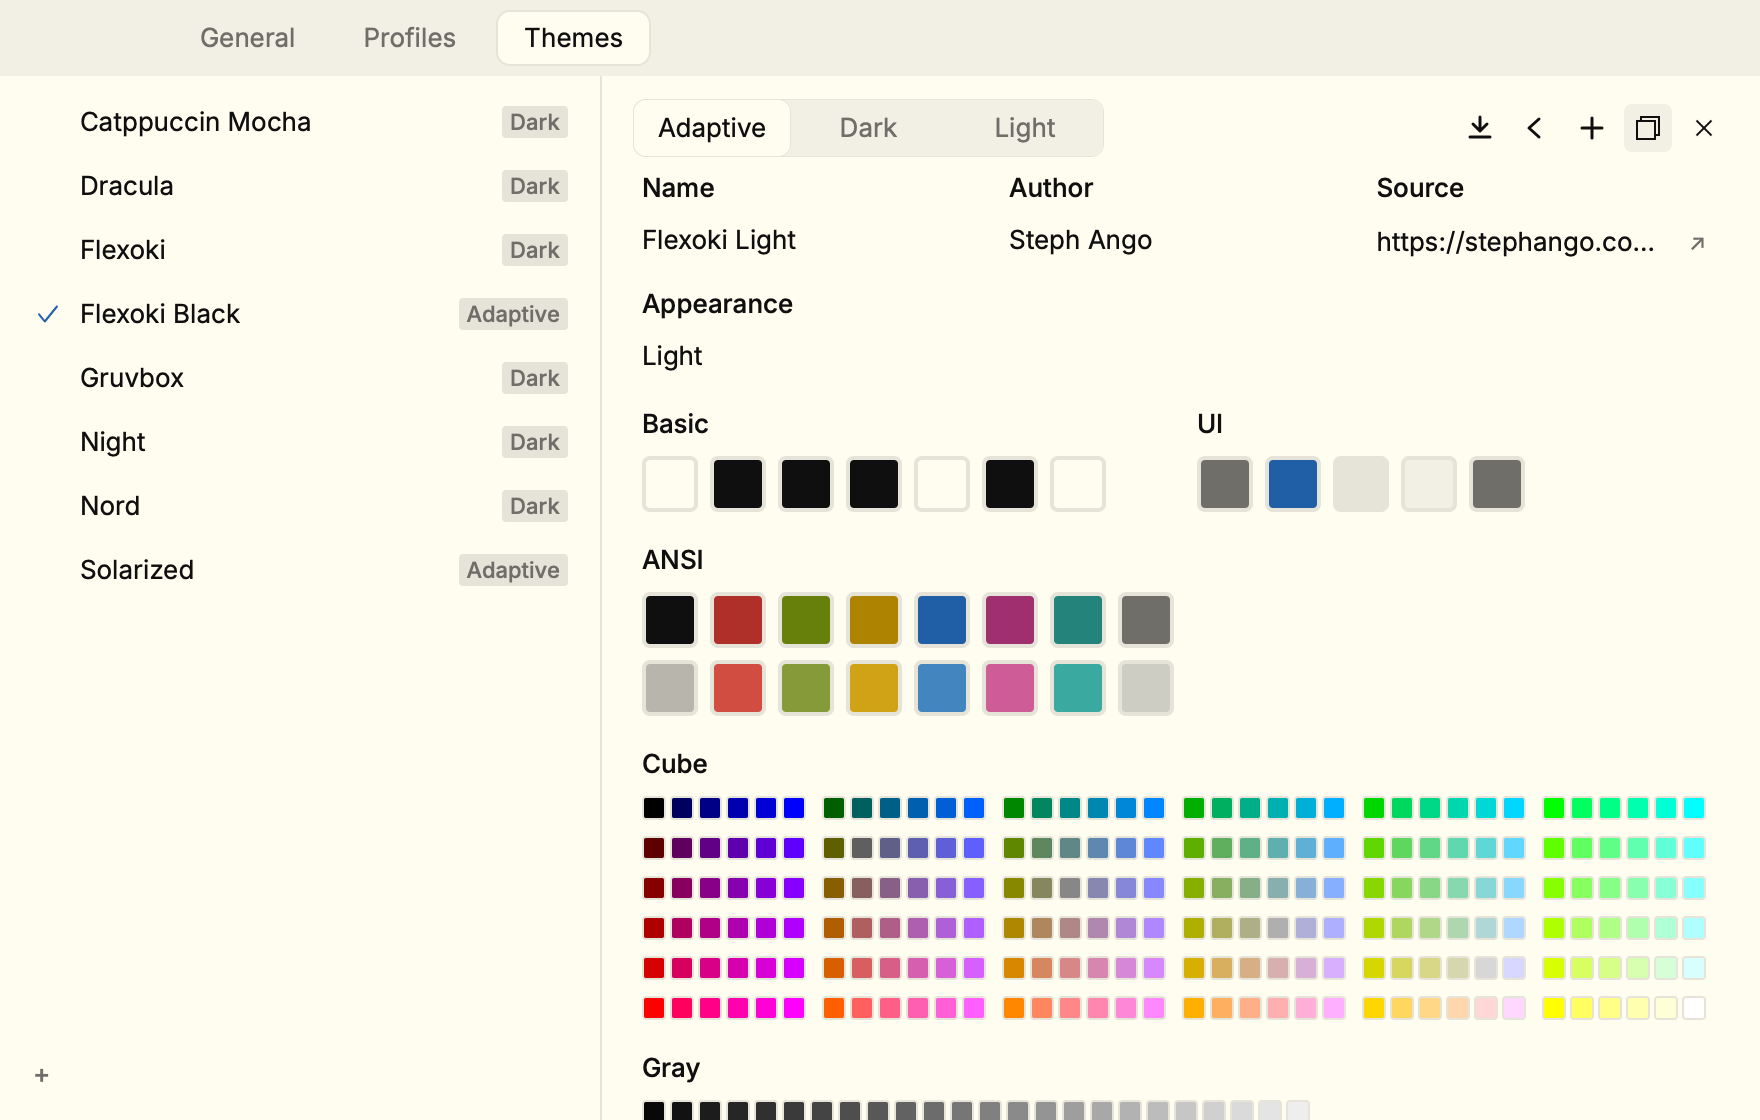 General
Profiles
Themes
Catppuccin Mocha
Dark
Dracula
Dark
Flexoki
Dark
Flexoki Black
Adaptive
Gruvbox
Dark
Night
Dark
Nord
Dark
Solarized
Adaptive
Adaptive
Dark
Light
Name
Author
Source
Flexoki Light
Steph Ango
https://stephango.co...
Appearance
Light
Basic
UI
ANSI
Cube
Gray